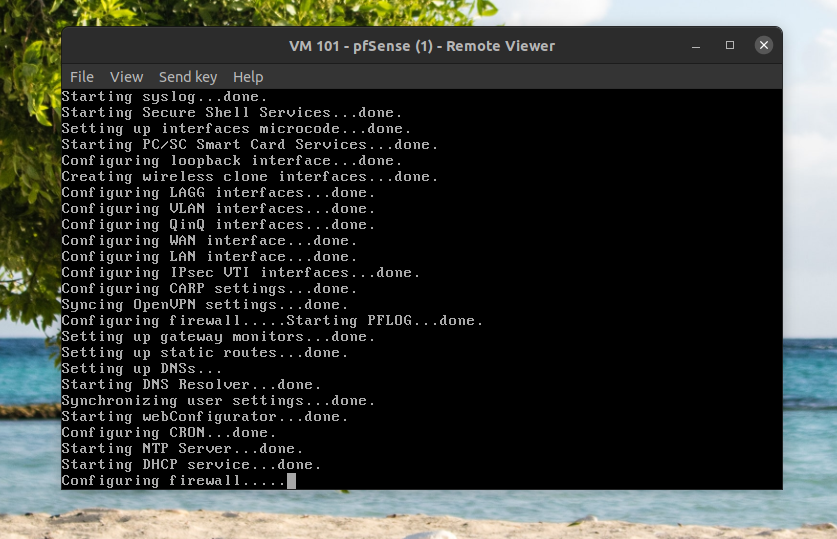 VM 101 - pfSense (1) - Remote Viewer
File View Send key Help
Starting syslog...done.
Starting Secure Shell Services...done.
Setting up interfaces microcode...done.
Starting PC/SC Smart Card Services...done.
Configuring loopback interface...done.
Creating wireless clone interfaces...done.
Configuring LAGG interfaces...done.
Configuring VLAN interfaces...done.
Configuring QinQ interfaces...done.
Configuring WAN interface...done.
Configuring LAN interface...done.
Configuring IPsec VTI interfaces...done.
Configuring CARP settings...done.
Syncing OpenVPN settings...done.
Configuring firewall.....Starting PFLOG...done.
Setting up gateway monitors...done.
Setting up static routes...done.
Setting up DNSs...
Starting DNS Resolver...done.
Synchronizing user settings...done.
Starting webConfigurator...done.
Configuring CRON...done.
Starting NTP Server...done.
Starting DHCP service...done.
Configuring firewall.....